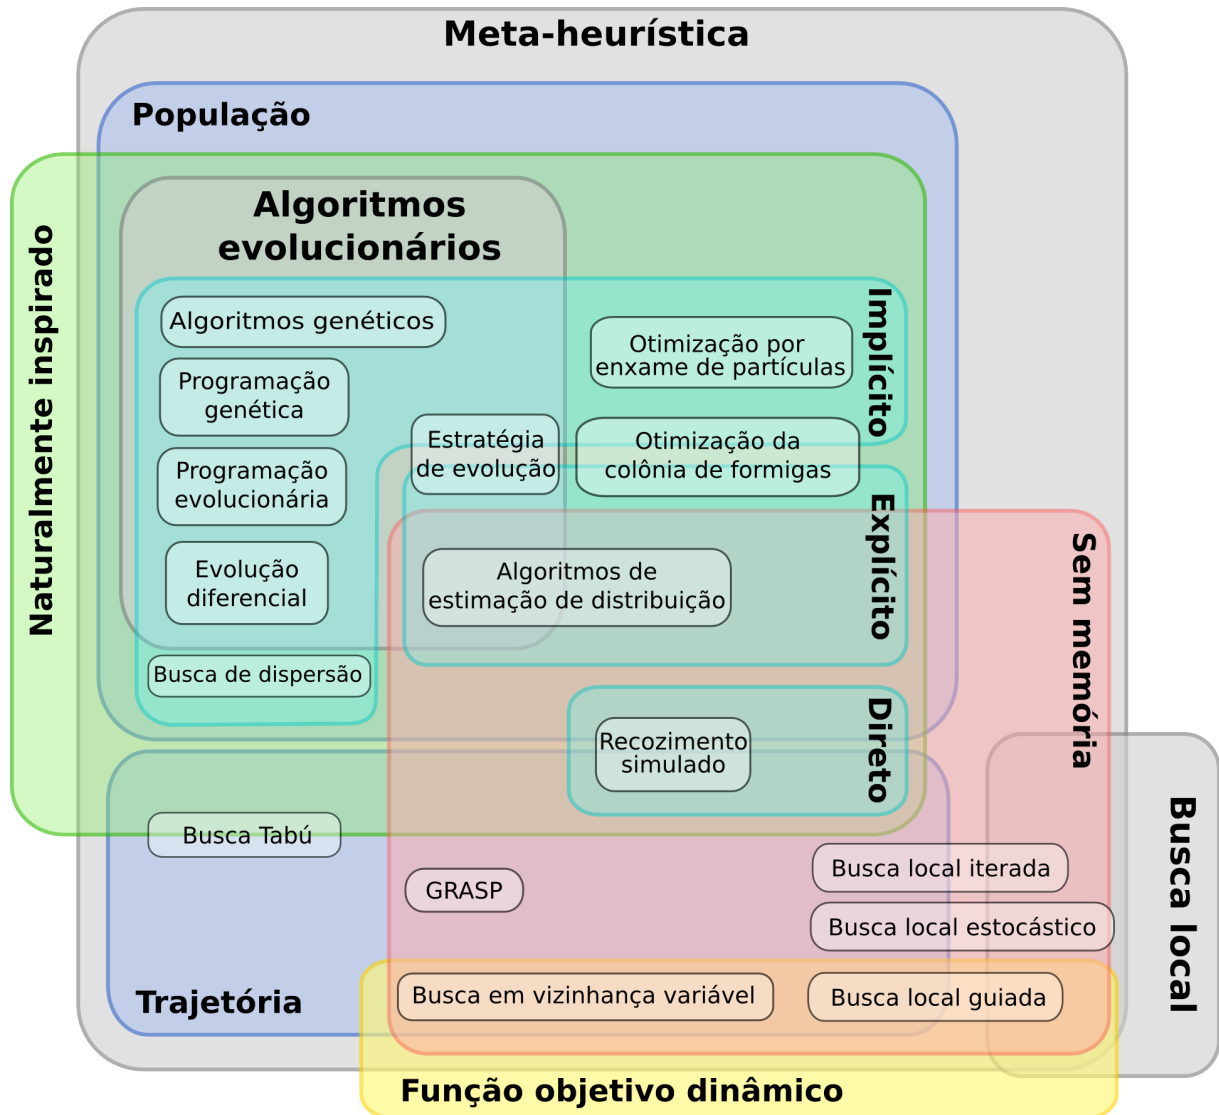 Meta-heurística
População
Naturalmente inspirado
Algoritmos
evolucionários
Implícito
Algoritmos genéticos
Otimização por
enxame de partículas
Programação
genética
Estratégia
de evolução
Otimização da
colônia de formigas
Programação
evolucionária
Explícito
Sem memória
Evolução
diferencial
Algoritmos de
estimação de distribuição
Busca de dispersão
Direto
Recozimento
simulado
Busca local
Busca Tabú
GRASP
Busca local iterada
Busca local estocástico
Trajetória
Busca em vizinhança variável
Busca local guiada
Função objetivo dinâmico